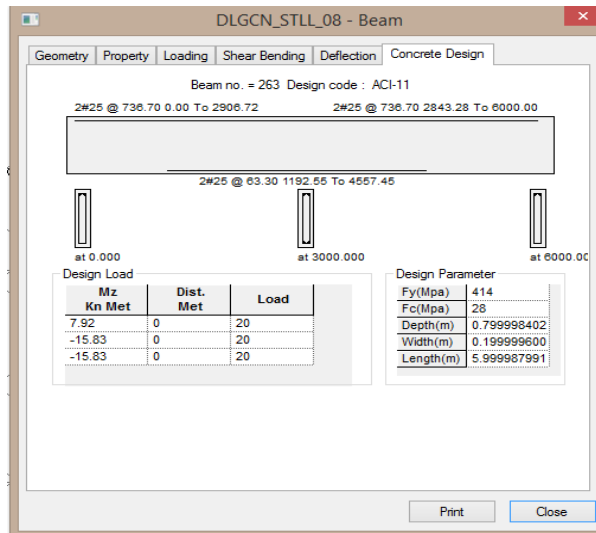 DLGCN_STLL_08 - Beam
Geometry Property Loading Shear Bending Deflection Concrete Design
Beam no. = 263 Design code : ACI-11
2#25 @ 736.70 0.00 To 2906.72 2#25 @ 736.70 2843.28 To 6000.00
2#25 @ 63.30 1192.55 To 4557.45
at 0.000 at 3000.000 at 6000.00
Design Load Design Parameter
Mz Kn Met Dist. Met Load
7.92 0 20
-15.83 0 20
-15.83 0 20
Fy(Mpa) 414
Fc(Mpa) 28
Depth(m) 0.799998402
Width(m) 0.199999600
Length(m) 5.999987991
Print Close